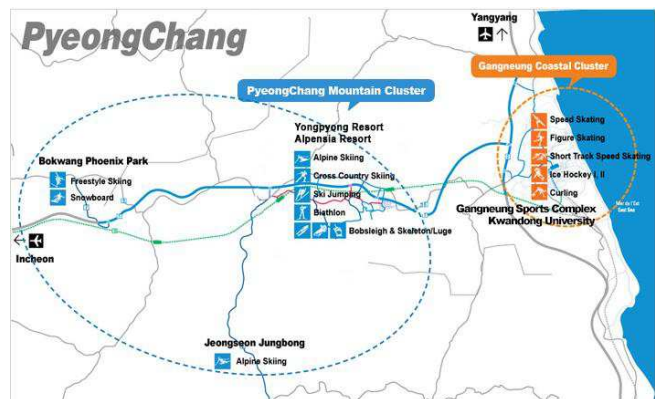 PyeongChang
Yangyang
Gangneung Coastal Cluster
PyeongChang Mountain Cluster
Yongpyong Resort
Alpensia Resort
Alpine Skiing
Cross Country Skiing
Ski Jumping
Biathlon
Bobsleigh & Skeleton/Luge
Bokwang Phoenix Park
Freestyle Skiing
Snowboard
Incheon
Speed Skating
Figure Skating
Short Track Speed Skating
Ice Hockey I, II
Curling
Gangneung Sports Complex
Kwandong University
Jeongseon Jungbong
Alpine Skiing